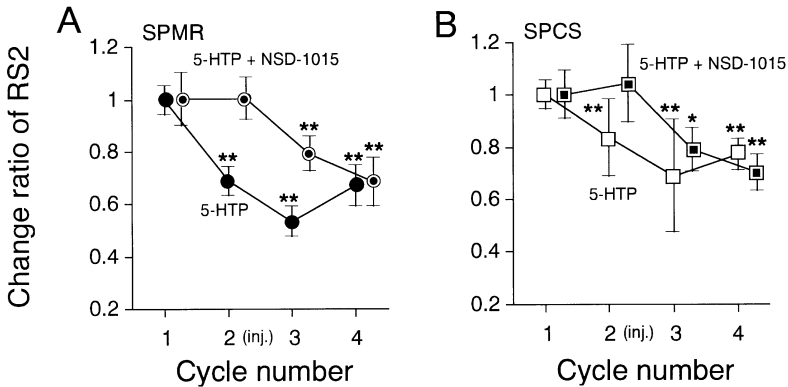 A
SPMR
1.2
5-HTP + NSD-1015
1
**
0.8
**
**
**
5-HTP
**
0.6
0.4
0.2
1
2 (inj.) 3
4
Cycle number
Change ratio of RS2
B
SPCS
1.2
5-HTP + NSD-1015
1
**
**
*
**
**
0.8
5-HTP
0.6
0.4
0.2
1
2 (inj.) 3
4
Cycle number